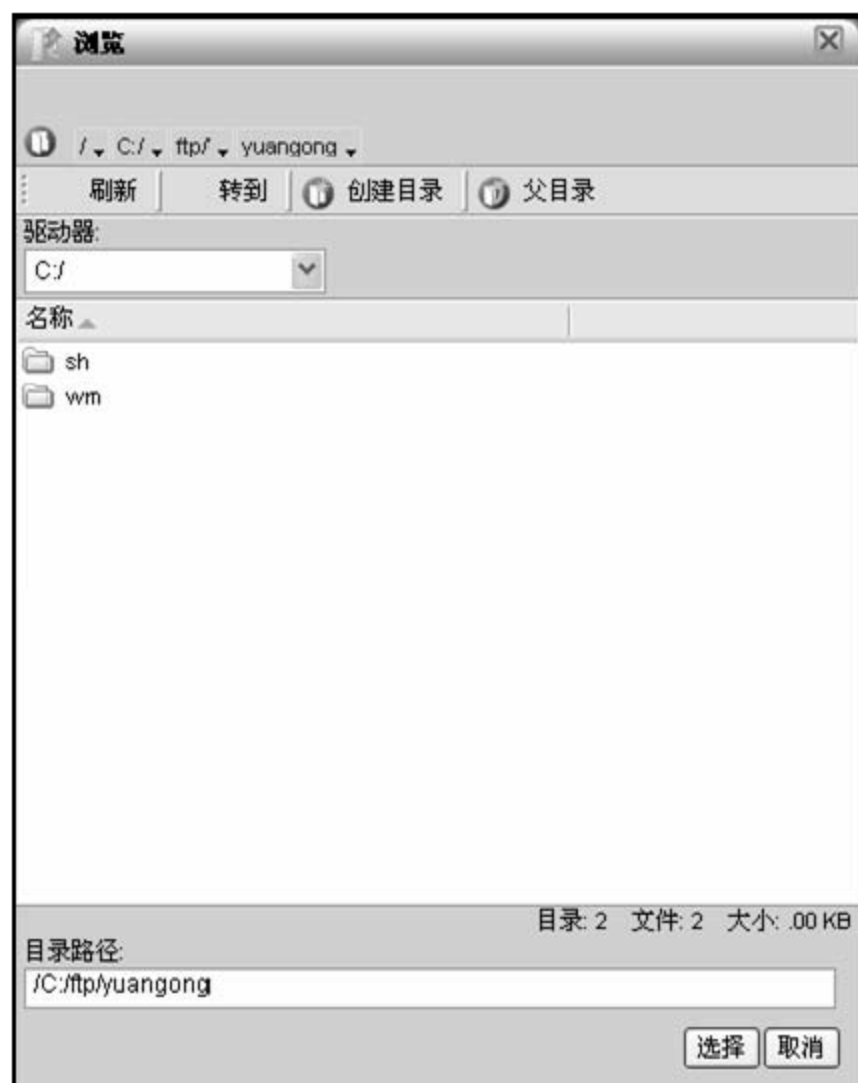 浏览
/ C:/ ftp/ yuangong
刷新 转到 创建目录 父目录
驱动器:
C:/
名称
sh
wm
目录: 2 文件: 2 大小: .00 KB
目录路径:
/C:/ftp/yuangong
选择 取消